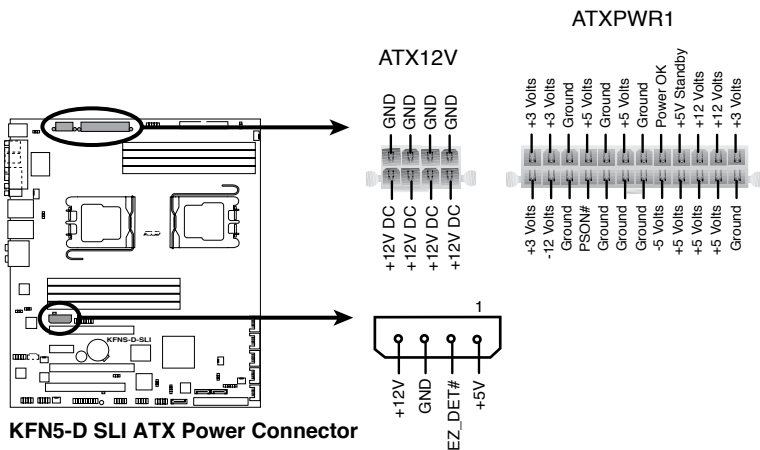 ATXPWR1
ATX12V
GND
GND
GND
GND
+12V DC
+12V DC
+12V DC
+12V DC
+3 Volts
+3 Volts
Ground
+5 Volts
Ground
+5 Volts
Ground
Power OK
+5V Standby
+12 Volts
+12 Volts
+3 Volts
+3 Volts
-12 Volts
Ground
PSON#
Ground
Ground
Ground
-5 Volts
+5 Volts
+5 Volts
+5 Volts
Ground
1
+12V
GND
EZ_DET#
+5V
KFN5-D-SLI
KFN5-D SLI ATX Power Connector